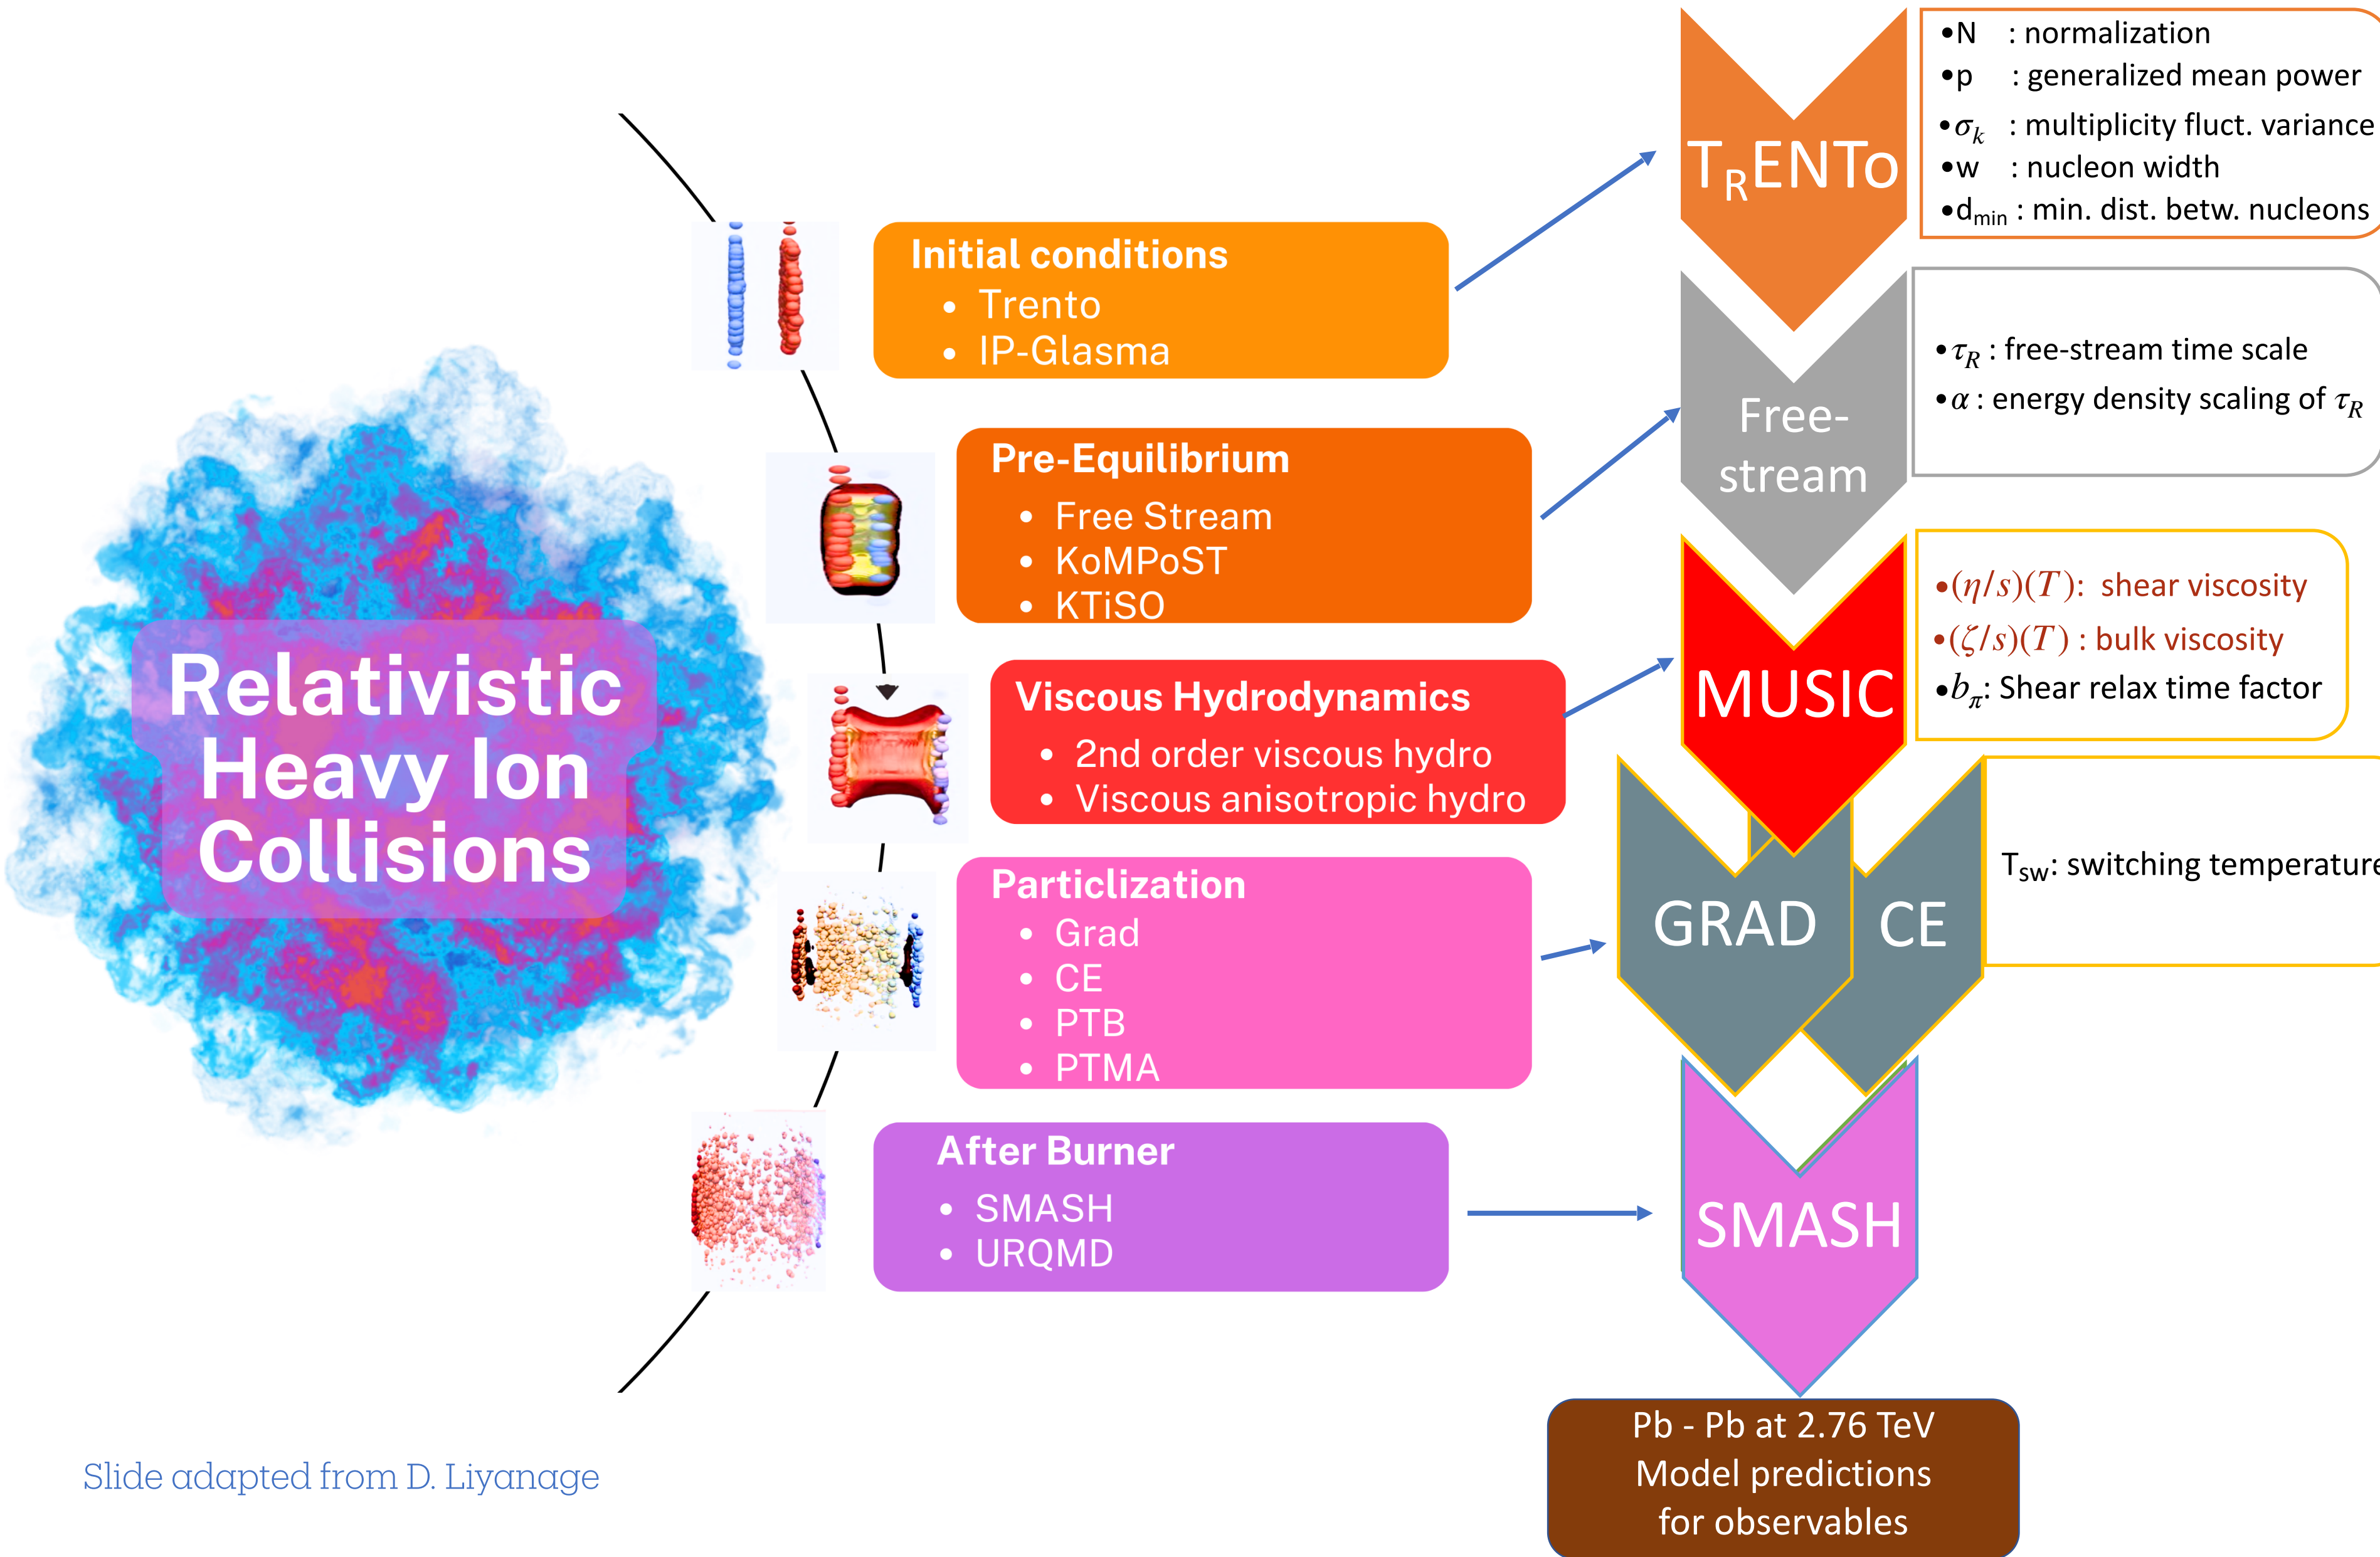 Relativistic
Heavy Ion
Collisions
Initial conditions
• Trento
• IP-Glasma
Pre-Equilibrium
• Free Stream
• KoMPoST
• KTiSO
Viscous Hydrodynamics
• 2nd order viscous hydro
• Viscous anisotropic hydro
Particlization
• Grad
• CE
• PTB
• PTMA
After Burner
• SMASH
• URQMD
TRENTo
•N : normalization
•p : generalized mean power
•σk : multiplicity fluct. variance
•w : nucleon width
•dmin : min. dist. betw. nucleons
Free-
stream
•τR : free-stream time scale
•α : energy density scaling of τR
MUSIC
•(η/s)(T): shear viscosity
•(ζ/s)(T) : bulk viscosity
•bπ: Shear relax time factor
GRAD
CE
Tsw: switching temperature
SMASH
Pb - Pb at 2.76 TeV
Model predictions
for observables
Slide adapted from D. Liyanage